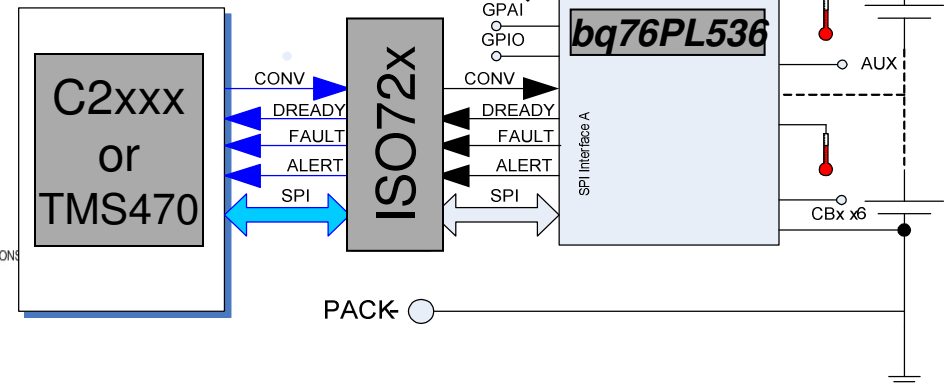 GPAI
GPIO
bq76PL536
AUX
C2xxx
or
TMS470
CONV
DREADY
FAULT
ALERT
SPI
ISO72x
CONV
DREADY
FAULT
ALERT
SPI
SPI Interface A
CBx x6
ONS
PACK-